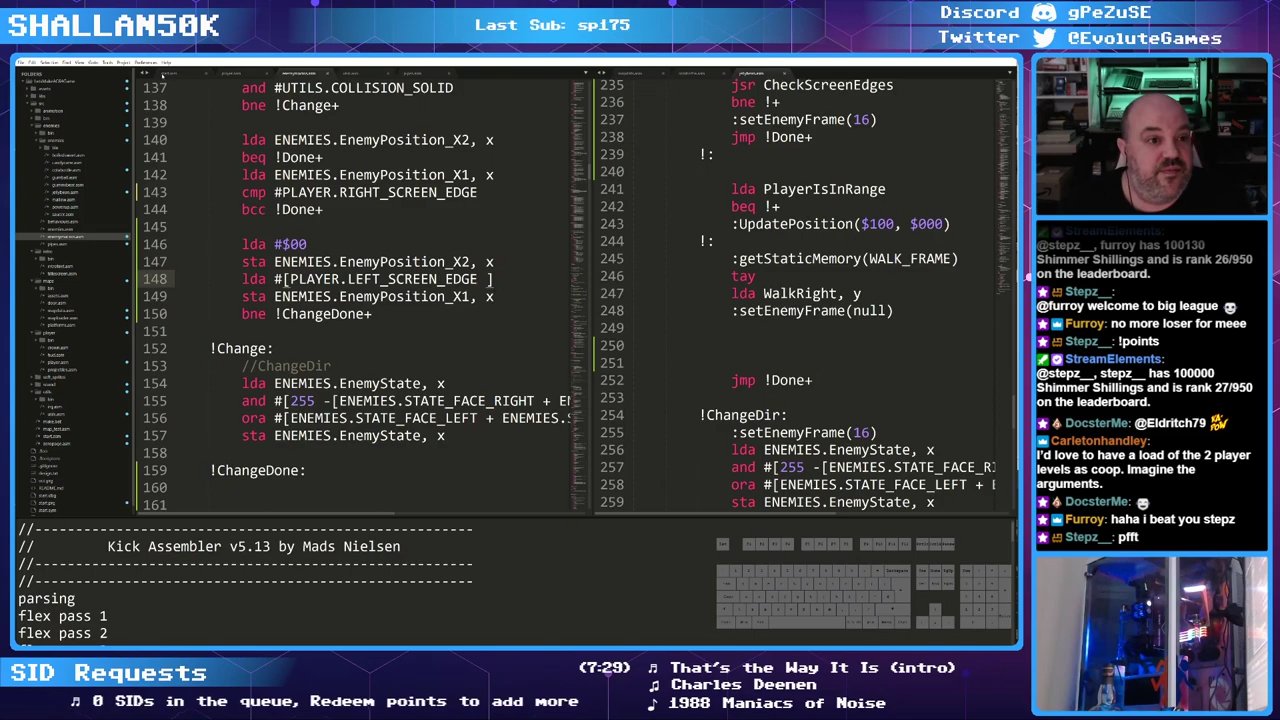 SHALLAN50K
Last Sub: sp175
Discord gPeZuSE
Twitter @EvoluteGames
FOLDERS
137 and #UTILS.COLLISION_SOLID
138 bne !Change+
139
140 lda ENEMIES.EnemyPosition_X2, x
141 beq !Done+
142 lda ENEMIES.EnemyPosition_X1, x
143 cmp #PLAYER.RIGHT_SCREEN_EDGE
144 bcc !Done+
145
146 lda #$00
147 sta ENEMIES.EnemyPosition_X2, x
148 lda #[PLAYER.LEFT_SCREEN_EDGE
149 sta ENEMIES.EnemyPosition_X1, x
150 bne !ChangeDone+
151
152 !Change:
153 //ChangeDir
154 lda ENEMIES.EnemyState, x
155 and #[255 -[ENEMIES.STATE_FACE_RIGHT + EN
156 ora #[ENEMIES.STATE_FACE_LEFT + ENEMIES.S
157 sta ENEMIES.EnemyState, x
158
159 !ChangeDone:
160
161
235 jsr CheckScreenEdges
236 bne !+
237 :setEnemyFrame(16)
238 jmp !Done+
239 !:
240
241 lda PlayerIsInRange
242 beq !+
243 :UpdatePosition($100, $000)
244 !:
245 :getStaticMemory(WALK_FRAME)
246 tay
247 lda WalkRight, y
248 :setEnemyFrame(null)
249
250
251
252 jmp !Done+
253
254 !ChangeDir:
255 :setEnemyFrame(16)
256 lda ENEMIES.EnemyState, x
257 and #[255 -[ENEMIES.STATE_FACE_RI
258 ora #[ENEMIES.STATE_FACE_LEFT + E
259 sta ENEMIES.EnemyState, x
//------------------------------------------------------
// Kick Assembler v5.13 by Mads Nielsen
//------------------------------------------------------
//------------------------------------------------------
parsing
flex pass 1
flex pass 2
StreamElements:
@stepz__, furroy has 100130
Shimmer Shillings and is rank 26/950
on the leaderboard.
Stepz__:
@furroy welcome to big league
Furroy: no more lootn for meee
Stepz__: !points
StreamElements:
@stepz__, stepz__ has 100000
Shimmer Shillings and is rank 27/950
on the leaderboard.
DocsterMe: @Eldritch79
Carletonhandley:
I'd love to have a load of the 2 player
levels as coop. Imagine the
arguments.
DocsterMe:
Furroy: haha i beat you stepz
Stepz__: pfft
SID Requests
0 SIDs in the queue, Redeem points to add more
(7:29) That's the Way It Is (intro)
Charles Deenen
1988 Maniacs of Noise